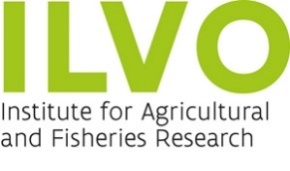 ILVO
Institute for Agricultural
and Fisheries Research